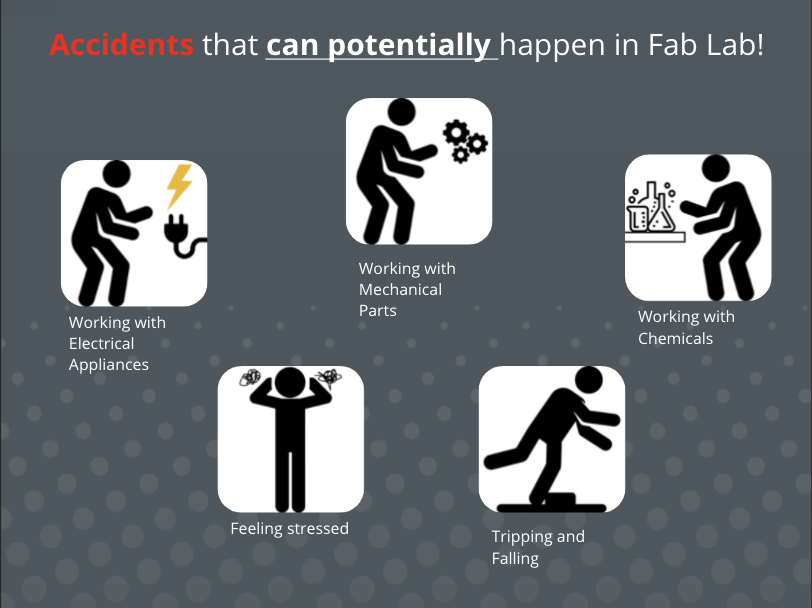 Accidents that can potentially happen in Fab Lab!
Working with
Mechanical
Parts
Working with
Electrical
Appliances
Working with
Chemicals
Feeling stressed
Tripping and
Falling